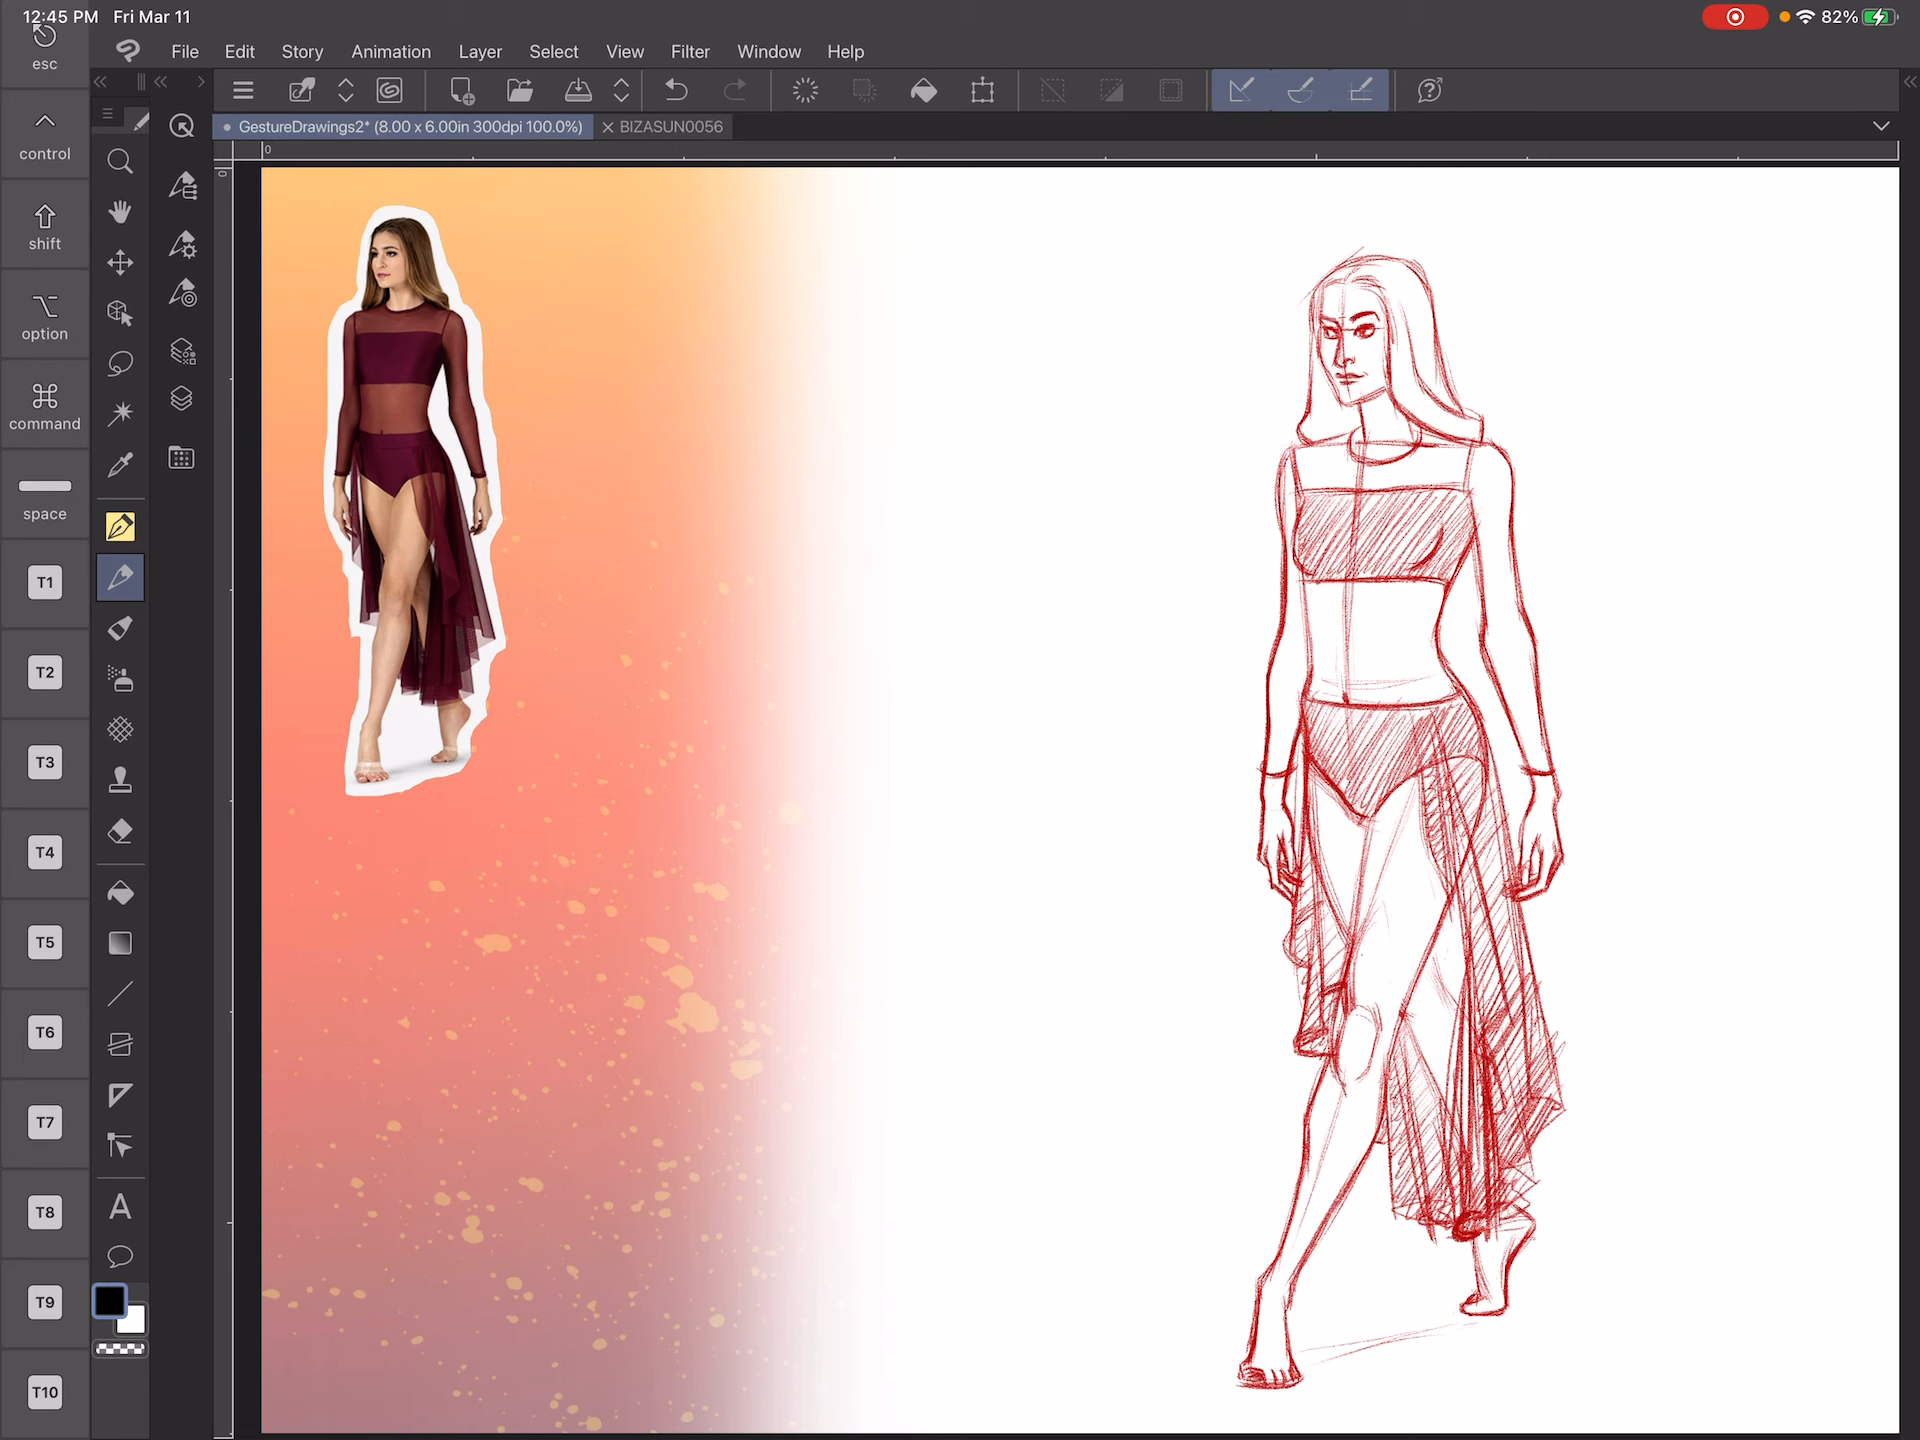 12:45 PM Fri Mar 11
82%
esc
File Edit Story Animation Layer Select View Filter Window Help
control
GestureDrawings2* (8.00 x 6.00in 300dpi 100.0%)
BIZASUN0056
0
0
shift
option
command
space
T1
T2
T3
T4
T5
T6
T7
T8
A
T9
T10